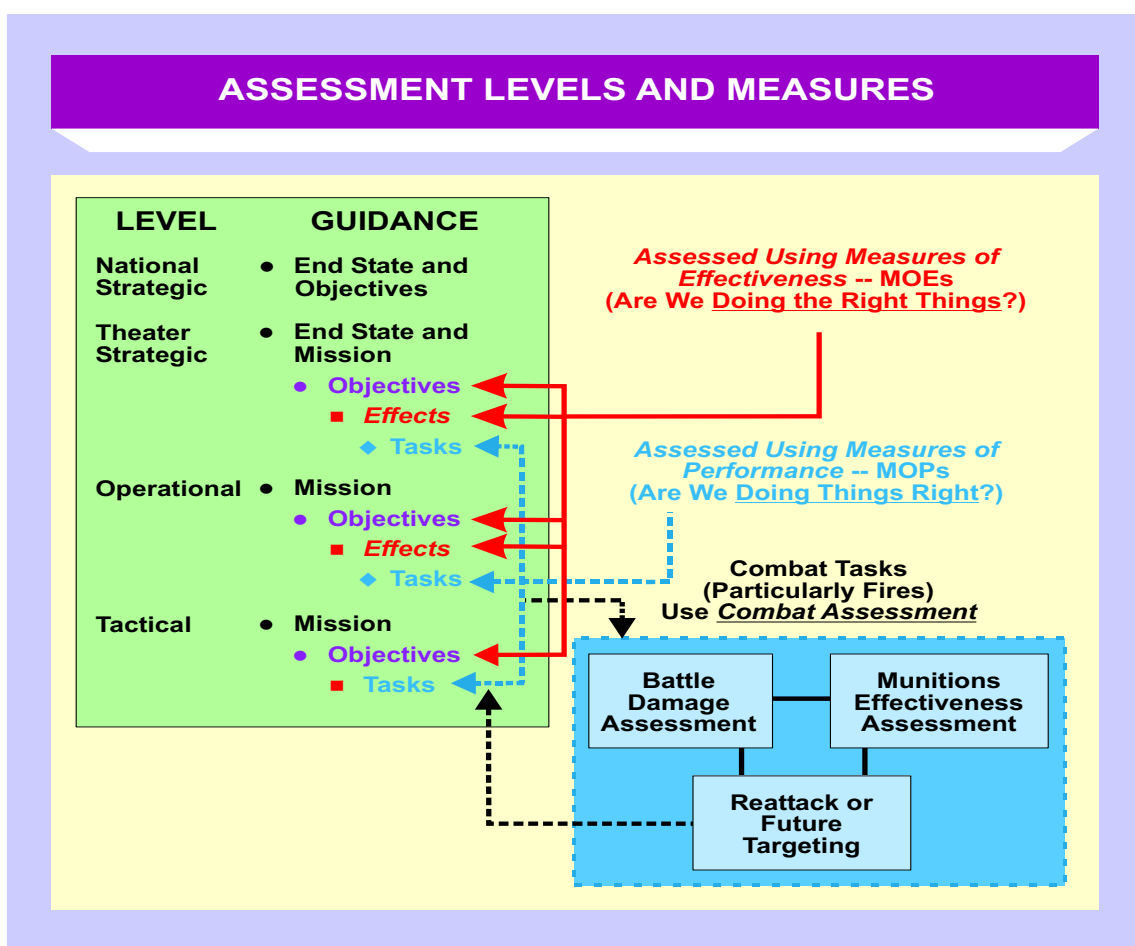 ASSESSMENT LEVELS AND MEASURES
LEVEL GUIDANCE
National
Strategic
● End State and
Objectives
Theater
Strategic
● End State and
Mission
● Objectives
■ Effects
◆ Tasks
Operational ● Mission
● Objectives
■ Effects
◆ Tasks
Tactical ● Mission
● Objectives
■ Tasks
Assessed Using Measures of
Effectiveness -- MOEs
(Are We Doing the Right Things?)
Assessed Using Measures of
Performance -- MOPs
(Are We Doing Things Right?)
Combat Tasks
(Particularly Fires)
Use Combat Assessment
Battle
Damage
Assessment
Munitions
Effectiveness
Assessment
Reattack or
Future
Targeting